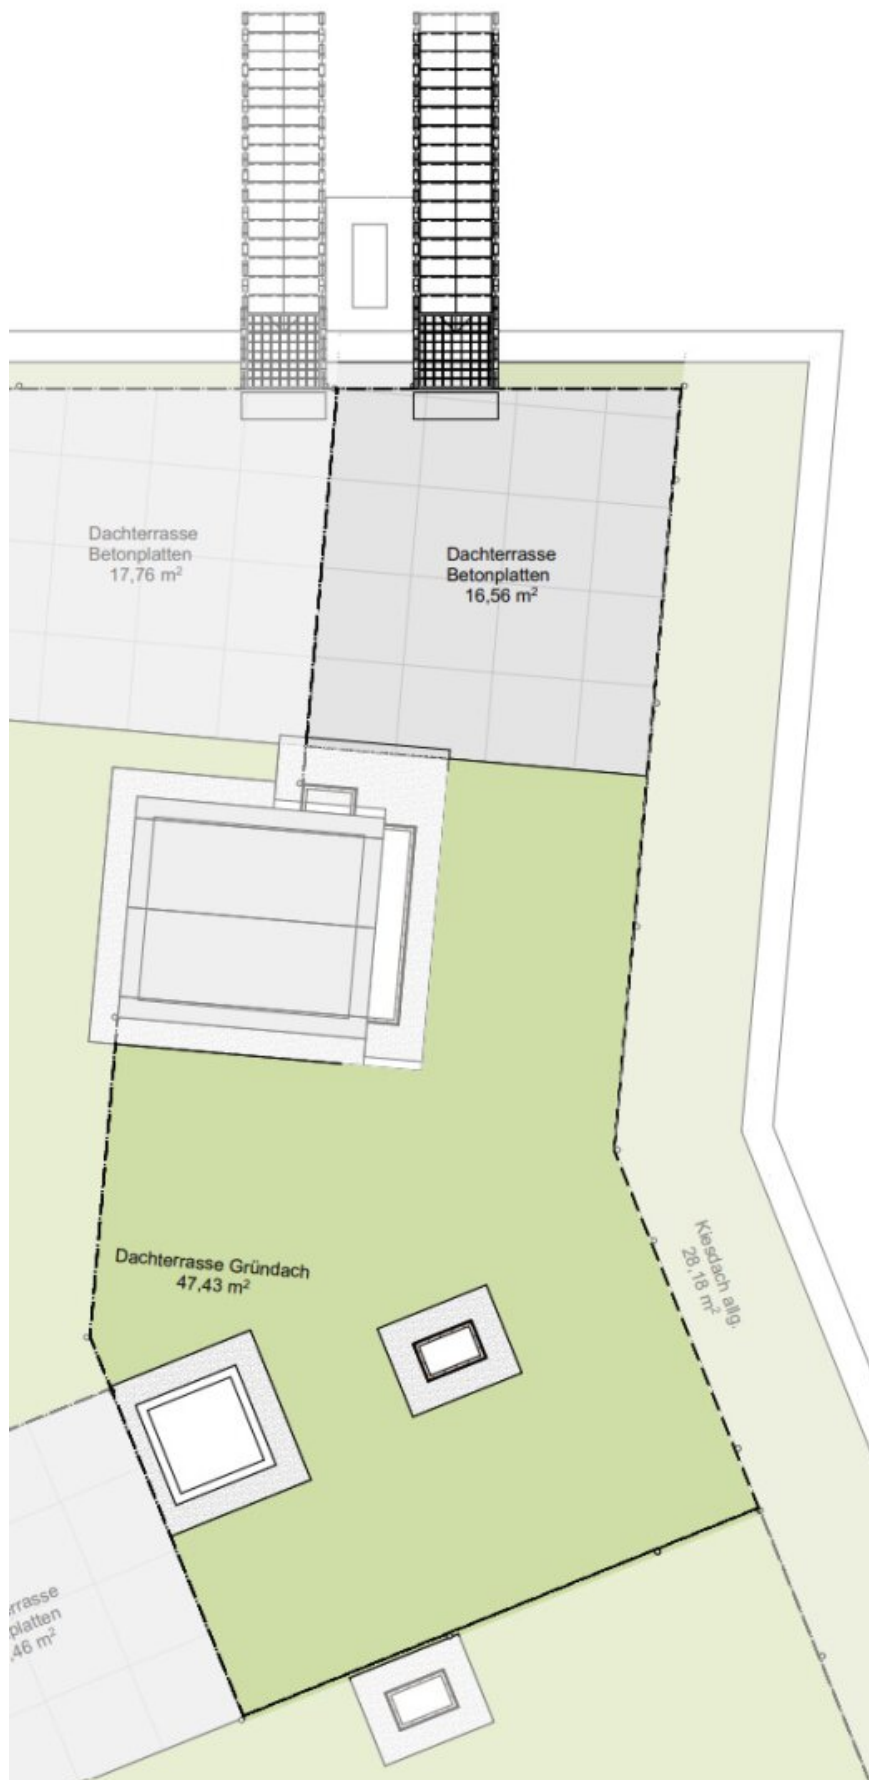 Dachterrasse
Betonplatten
17,76 m²
Dachterrasse
Betonplatten
16,56 m²
Dachterrasse Gründach
47,43 m²
Kiesdach allg.
28,18 m²
rrasse
platten
,46 m²